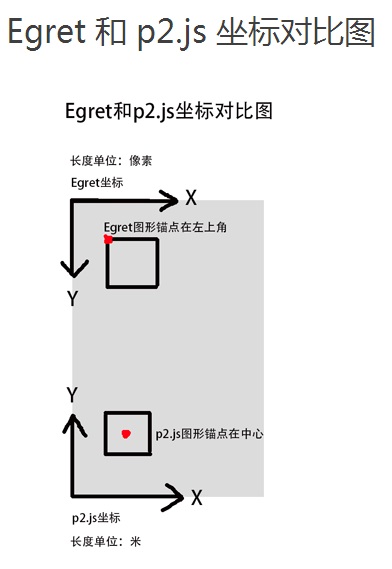 Egret 和 p2.js 坐标对比图
Egret和p2.js坐标对比图
长度单位：像素
Egret坐标
X
Egret图形锚点在左上角
Y
Y
p2.js图形锚点在中心
X
p2.js坐标
长度单位：米